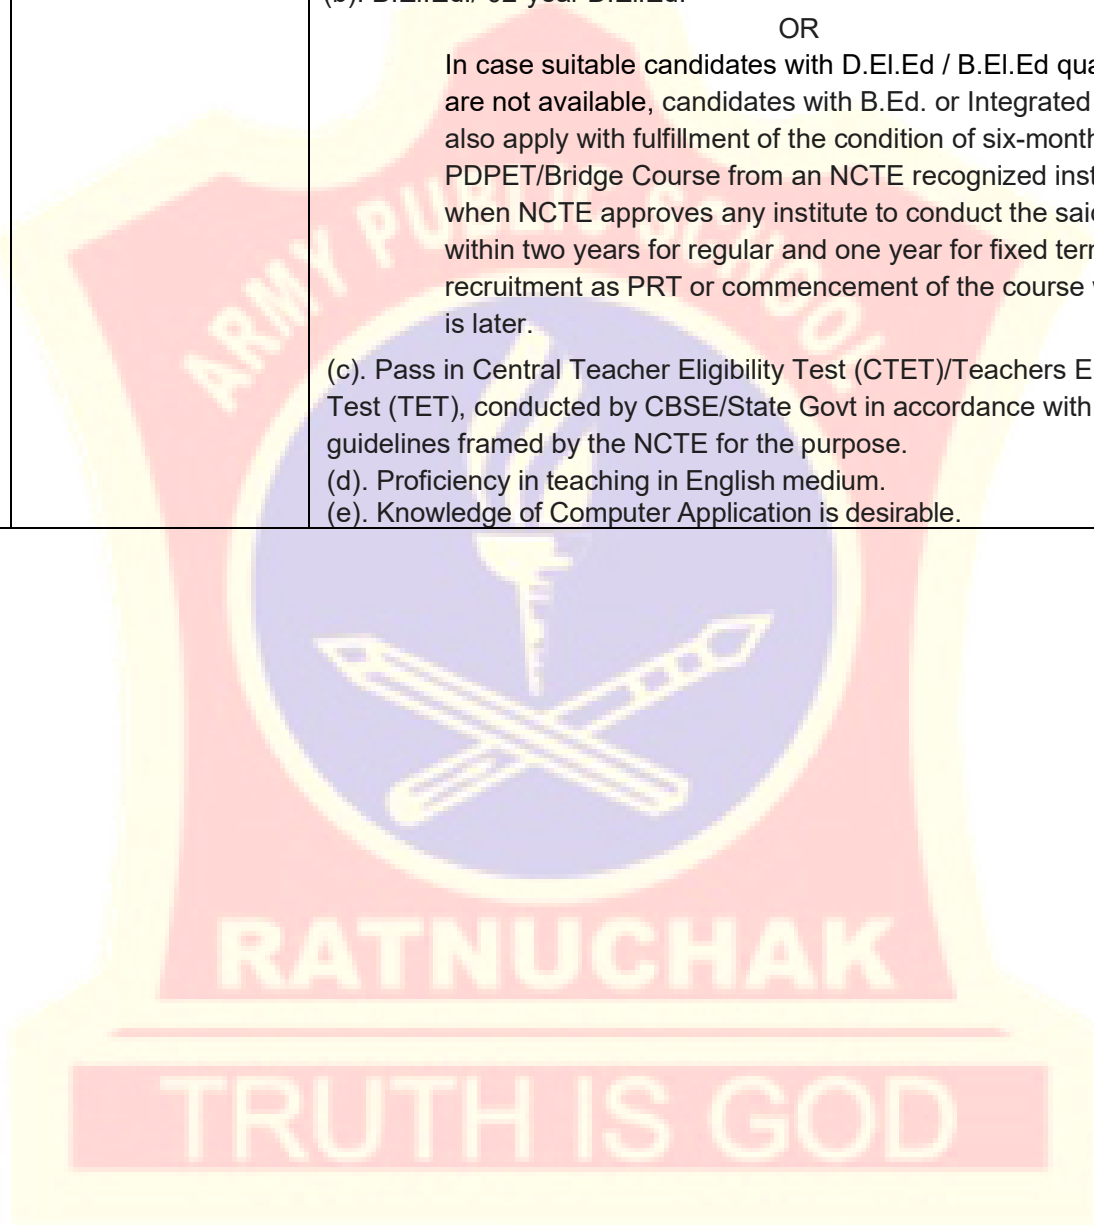 OR
In case suitable candidates with D.El.Ed / B.El.Ed
are not available, candidates with B.Ed. or Integrated
also apply with fulfillment of the condition of
PDPET/Bridge Course from an NCTE recognized
when NCTE approves any institute to conduct the
within two years for regular and one year for fixed
recruitment as PRT or commencement of the course
is later.
(c). Pass in Central Teacher Eligibility Test (CTET)/Teachers
Test (TET), conducted by CBSE/State Govt in accordance with
guidelines framed by the NCTE for the purpose.
(d). Proficiency in teaching in English medium.
(e). Knowledge of Computer Application is desirable.
ARMY PUBLIC SCHOOL
RATNUCHAK
TRUTH IS GOD